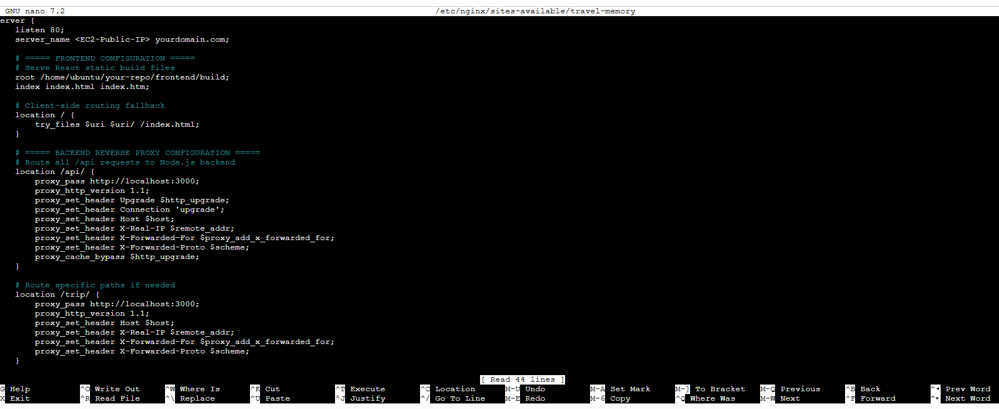 GNU nano 7.2 /etc/nginx/sites-available/travel-memory
erver {
listen 80;
server_name <EC2-Public-IP> yourdomain.com;
# ===== FRONTEND CONFIGURATION =====
# Serve React static build files
root /home/ubuntu/your-repo/frontend/build;
index index.html index.htm;
# Client-side routing fallback
location / {
try_files $uri $uri/ /index.html;
}
# ===== BACKEND REVERSE PROXY CONFIGURATION =====
# Route all /api requests to Node.js backend
location /api/ {
proxy_pass http://localhost:3000;
proxy_http_version 1.1;
proxy_set_header Upgrade $http_upgrade;
proxy_set_header Connection 'upgrade';
proxy_set_header Host $host;
proxy_set_header X-Real-IP $remote_addr;
proxy_set_header X-Forwarded-For $proxy_add_x_forwarded_for;
proxy_set_header X-Forwarded-Proto $scheme;
proxy_cache_bypass $http_upgrade;
}
# Route specific paths if needed
location /trip/ {
proxy_pass http://localhost:3000;
proxy_http_version 1.1;
proxy_set_header Host $host;
proxy_set_header X-Real-IP $remote_addr;
proxy_set_header X-Forwarded-For $proxy_add_x_forwarded_for;
proxy_set_header X-Forwarded-Proto $scheme;
}
[ Read 44 lines ]
G Help ^O Write Out ^W Where Is ^K Cut ^T Execute ^C Location M-U Undo M-A Set Mark M-] To Bracket M-Q Previous ^B Back ^◂ Prev Word
X Exit ^R Read File ^\ Replace ^U Paste ^J Justify ^/ Go To Line M-E Redo M-6 Copy ^Q Where Was M-W Next ^F Forward ^▸ Next Word